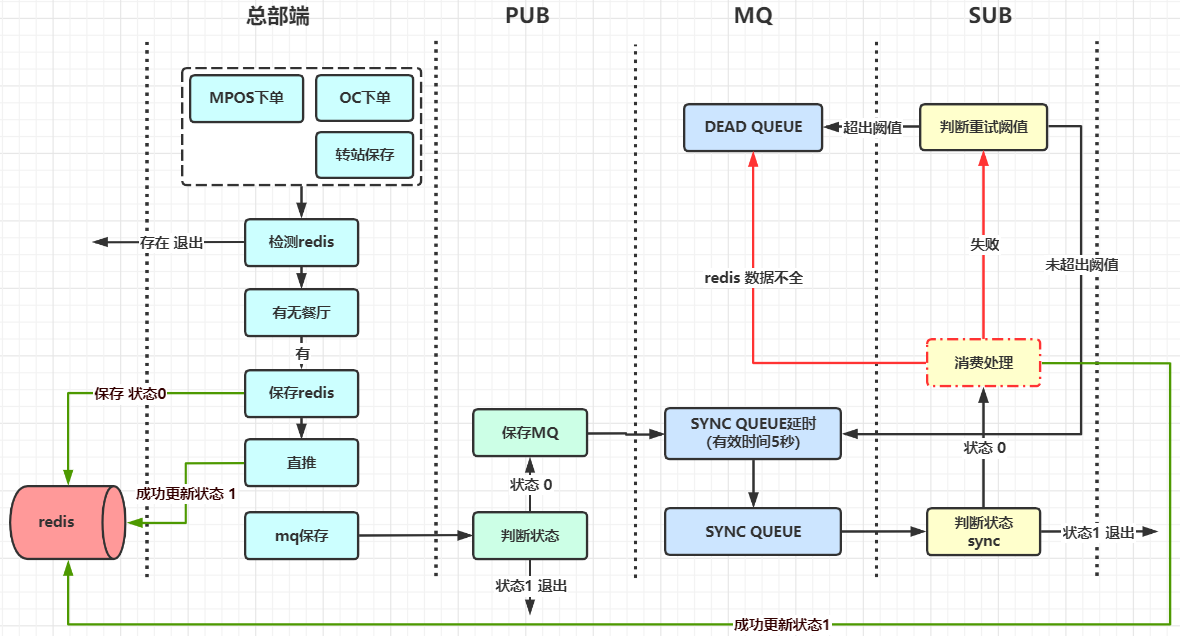 总部端
PUB
MQ
SUB
MPOS下单
OC下单
转站保存
DEAD QUEUE
超出阙值
判断重试阙值
存在 退出
检测redis
失败
未超出阙值
redis 数据不全
有无餐厅
有
消费处理
保存 状态0
保存redis
保存MQ
SYNC QUEUE延时
（有效时间5秒）
状态 0
直推
状态 0
成功更新状态 1
redis
mq保存
判断状态
SYNC QUEUE
判断状态
sync
状态1 退出
状态1 退出
成功更新状态1